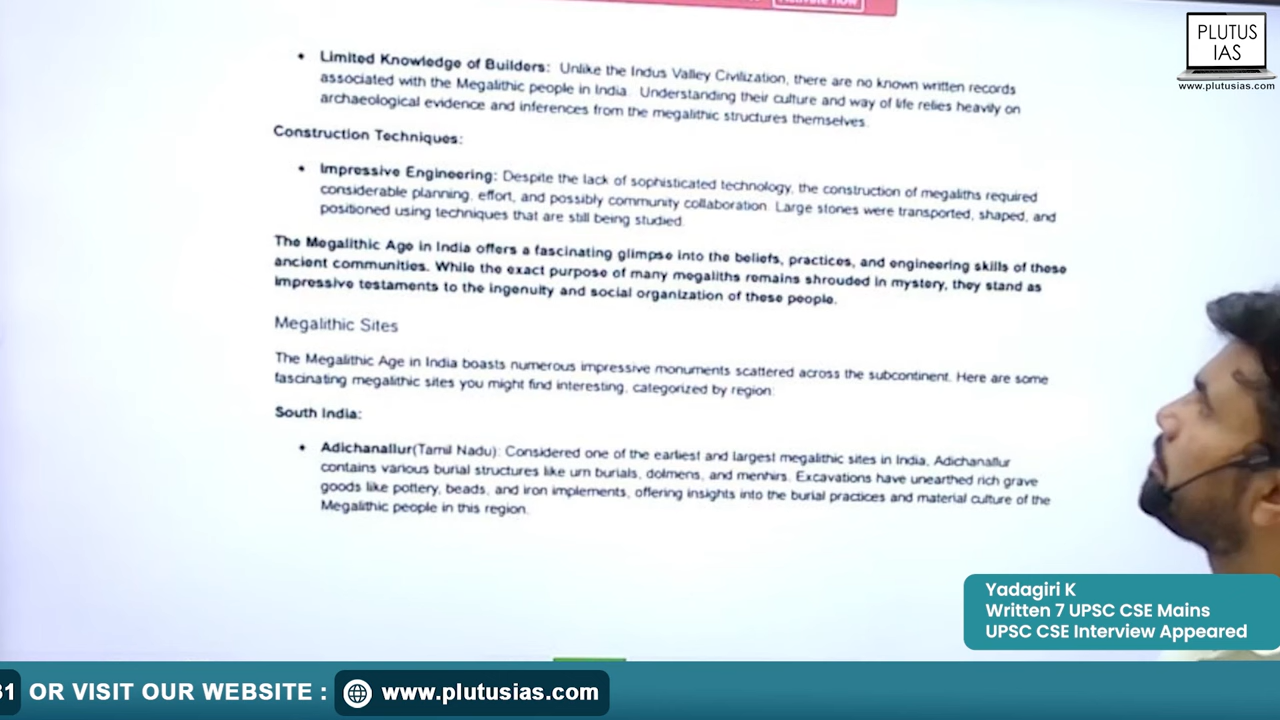 PLUTUS
IAS
www.plutusias.com
• Limited Knowledge of Builders: Unlike the Indus Valley Civilization, there are no known written records
associated with the Megalithic people in India. Understanding their culture and way of life relies heavily on
archaeological evidence and inferences from the megalithic structures themselves.
Construction Techniques:
• Impressive Engineering: Despite the lack of sophisticated technology, the construction of megaliths required
considerable planning, effort, and possibly community collaboration. Large stones were transported, shaped, and
positioned using techniques that are still being studied.
The Megalithic Age in India offers a fascinating glimpse into the beliefs, practices, and engineering skills of these
ancient communities. While the exact purpose of many megaliths remains shrouded in mystery, they stand as
impressive testaments to the ingenuity and social organization of these people.
Megalithic Sites
The Megalithic Age in India boasts numerous impressive monuments scattered across the subcontinent. Here are some
fascinating megalithic sites you might find interesting, categorized by region:
South India:
• Adichanallur(Tamil Nadu): Considered one of the earliest and largest megalithic sites in India, Adichanallur
contains various burial structures like urn burials, dolmens, and menhirs. Excavations have unearthed rich grave
goods like pottery, beads, and iron implements, offering insights into the burial practices and material culture of the
Megalithic people in this region.
Yadagiri K
Written 7 UPSC CSE Mains
UPSC CSE Interview Appeared
31 OR VISIT OUR WEBSITE : www.plutusias.com